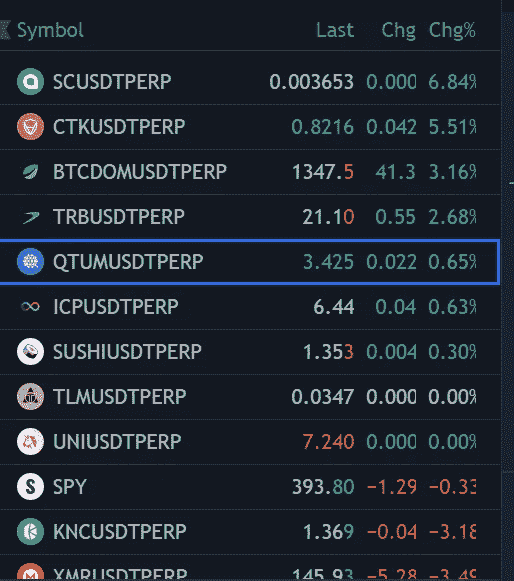 Symbol Last Chg Chg%
SCUSDTPERP 0.003653 0.000 6.84%
CTKUSDTPERP 0.8216 0.042 5.51%
BTCDOMUSDTPERP 1347.5 41.3 3.16%
TRBUSDTPERP 21.10 0.55 2.68%
QTUMUSDTPERP 3.425 0.022 0.65%
ICPUSDTPERP 6.44 0.04 0.63%
SUSHIUSDTPERP 1.353 0.004 0.30%
TLMUSDTPERP 0.0347 0.000 0.00%
UNIUSDTPERP 7.240 0.000 0.00%
S SPY 393.80 −1.29 −0.33
KNCUSDTPERP 1.369 −0.04 −3.18
XMRUSDTPERP 145.93 −5.28 −3.49